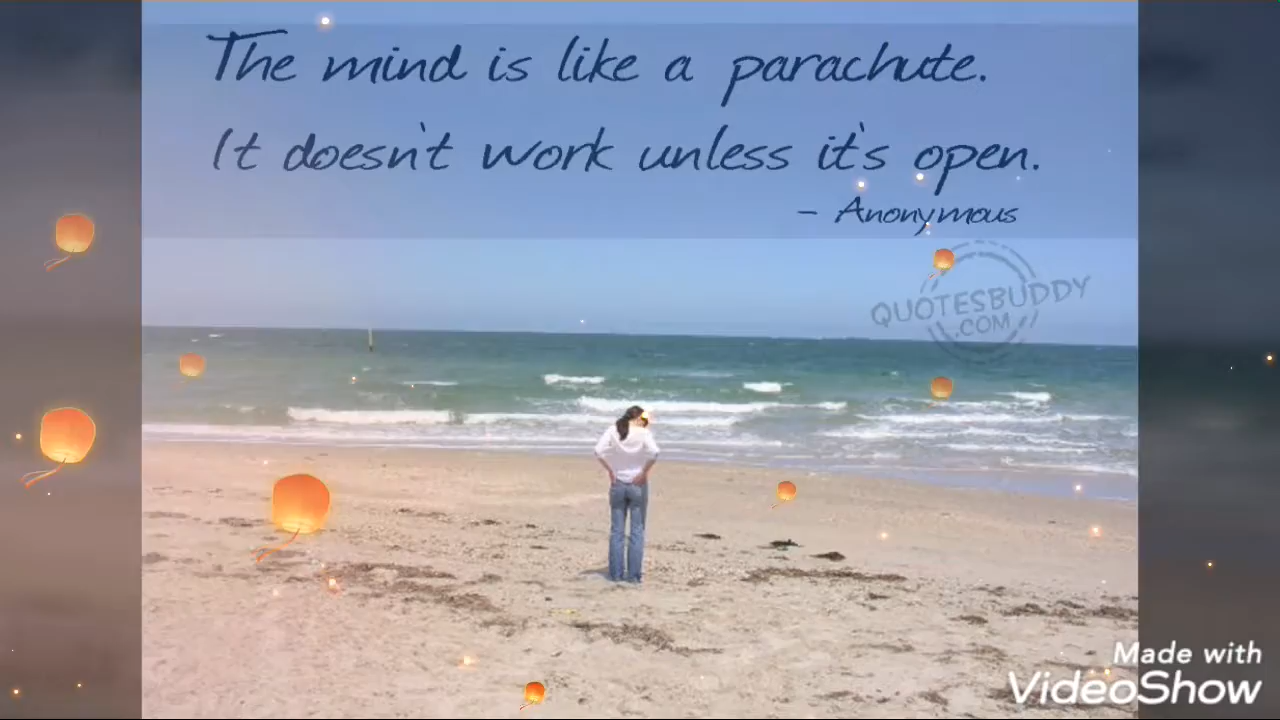 The mind is like a parachute.
It doesn't work unless it's open.
– Anonymous
QUOTESBUDDY
.COM
Made with
VideoShow